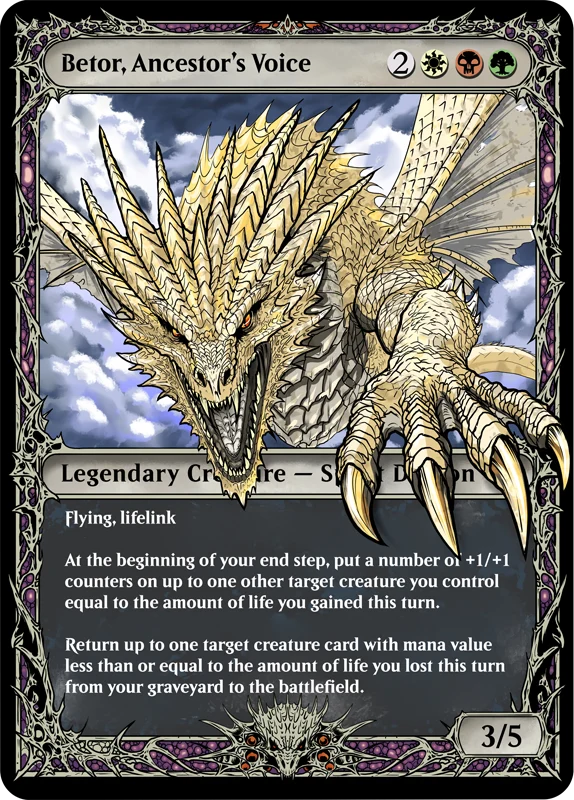 Betor, Ancestor's Voice 2
Legendary — 
Flying, lifelink
At the beginning of your end step, put a number of +1/+1
counters on up to one other target creature you control
equal to the amount of life you gained this turn.
Return up to one target creature card with mana value
less than or equal to the amount of life you lost this turn
from your graveyard to the battlefield.
3/5